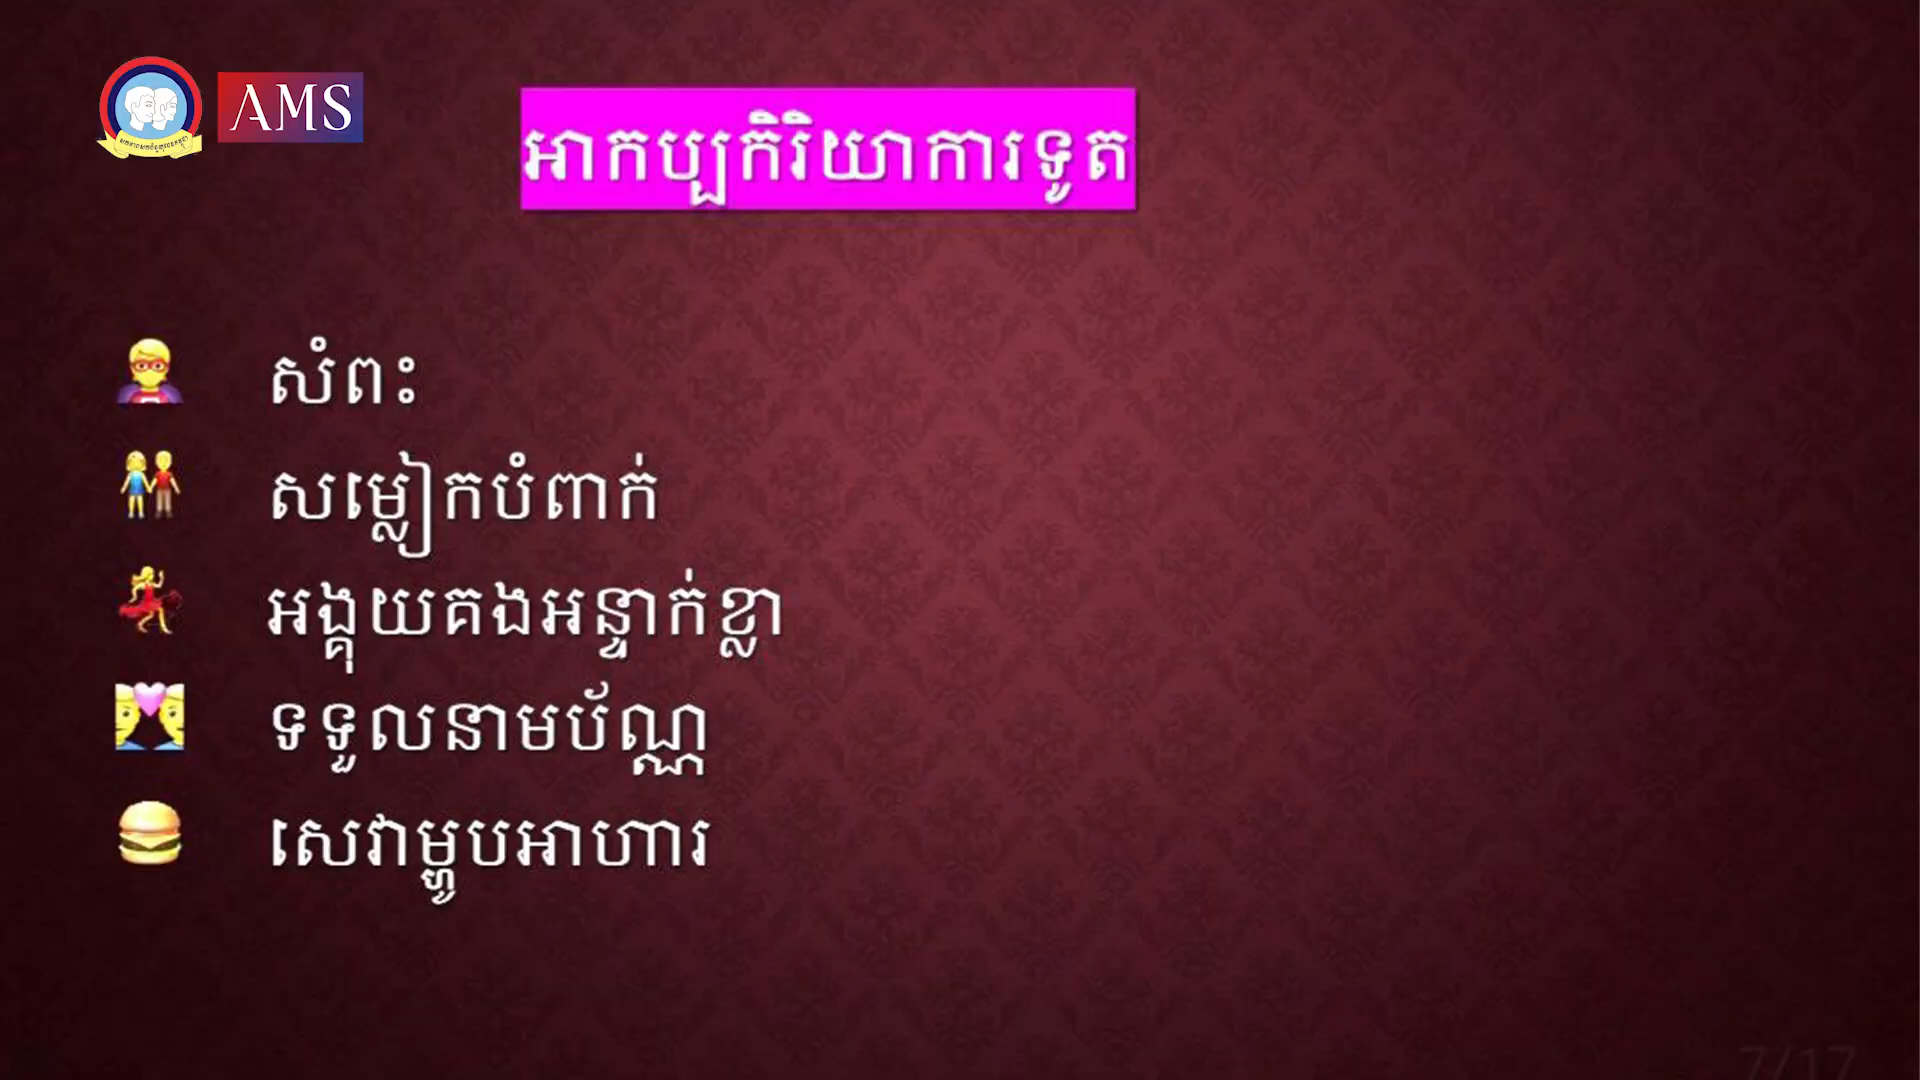 AMS
អាកប្បកិរិយាការទូត
សំពះ
សម្លៀកបំពាក់
អង្គុយគងអន្ទាក់ខ្លា
ទទួលនាមប័ណ្ណ
សេវាម្ហូបអាហារ
7/17